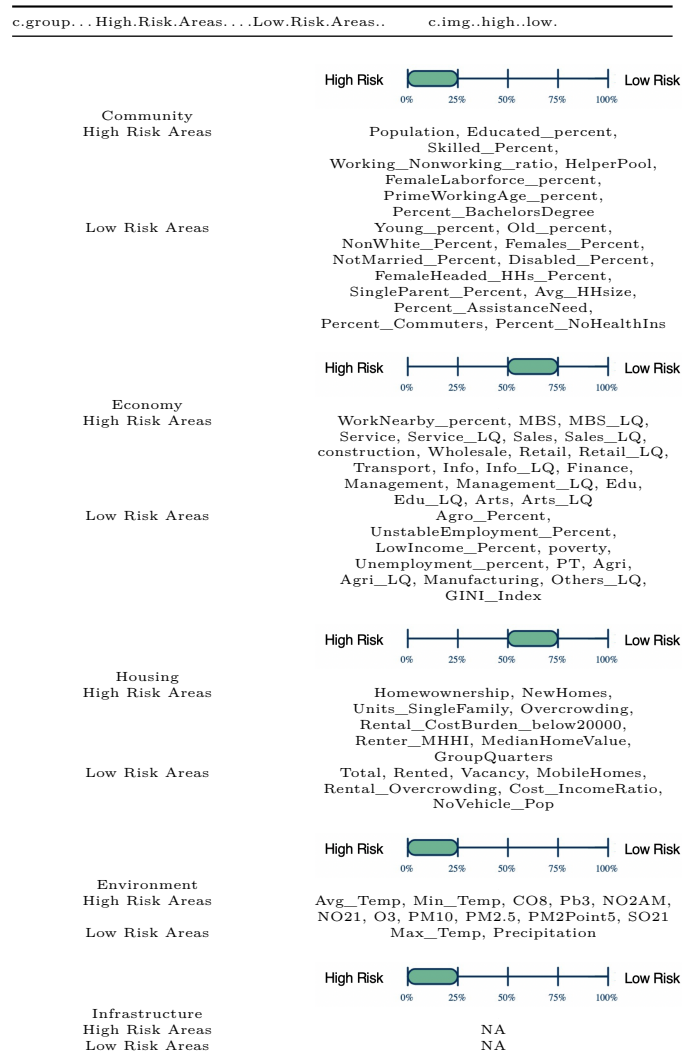 c.group...High.Risk.Areas....Low.Risk.Areas.. c.img..high..low.
High Risk Low Risk
0% 25% 50% 75% 100%
Community
High Risk Areas Population, Educated_percent,
Skilled_Percent,
Working_Nonworking_ratio, HelperPool,
FemaleLaborforce_percent,
PrimeWorkingAge_percent,
Percent_BachelorsDegree
Low Risk Areas Young_percent, Old_percent,
NonWhite_Percent, Females_Percent,
NotMarried_Percent, Disabled_Percent,
FemaleHeaded_HHs_Percent,
SingleParent_Percent, Avg_HHsize,
Percent_AssistanceNeed,
Percent_Commuters, Percent_NoHealthIns
High Risk Low Risk
0% 25% 50% 75% 100%
Economy
High Risk Areas WorkNearby_percent, MBS, MBS_LQ,
Service, Service_LQ, Sales, Sales_LQ,
construction, Wholesale, Retail, Retail_LQ,
Transport, Info, Info_LQ, Finance,
Management, Management_LQ, Edu,
Edu_LQ, Arts, Arts_LQ
Low Risk Areas Agro_Percent,
UnstableEmployment_Percent,
LowIncome_Percent, poverty,
Unemployment_percent, PT, Agri,
Agri_LQ, Manufacturing, Others_LQ,
GINI_Index
High Risk Low Risk
0% 25% 50% 75% 100%
Housing
High Risk Areas Homewownership, NewHomes,
Units_SingleFamily, Overcrowding,
Rental_CostBurden_below20000,
Renter_MHHI, MedianHomeValue,
GroupQuarters
Low Risk Areas Total, Rented, Vacancy, MobileHomes,
Rental_Overcrowding, Cost_IncomeRatio,
NoVehicle_Pop
High Risk Low Risk
0% 25% 50% 75% 100%
Environment
High Risk Areas Avg_Temp, Min_Temp, CO8, Pb3, NO2AM,
NO21, O3, PM10, PM2.5, PM2Point5, SO21
Low Risk Areas Max_Temp, Precipitation
High Risk Low Risk
0% 25% 50% 75% 100%
Infrastructure
High Risk Areas NA
Low Risk Areas NA